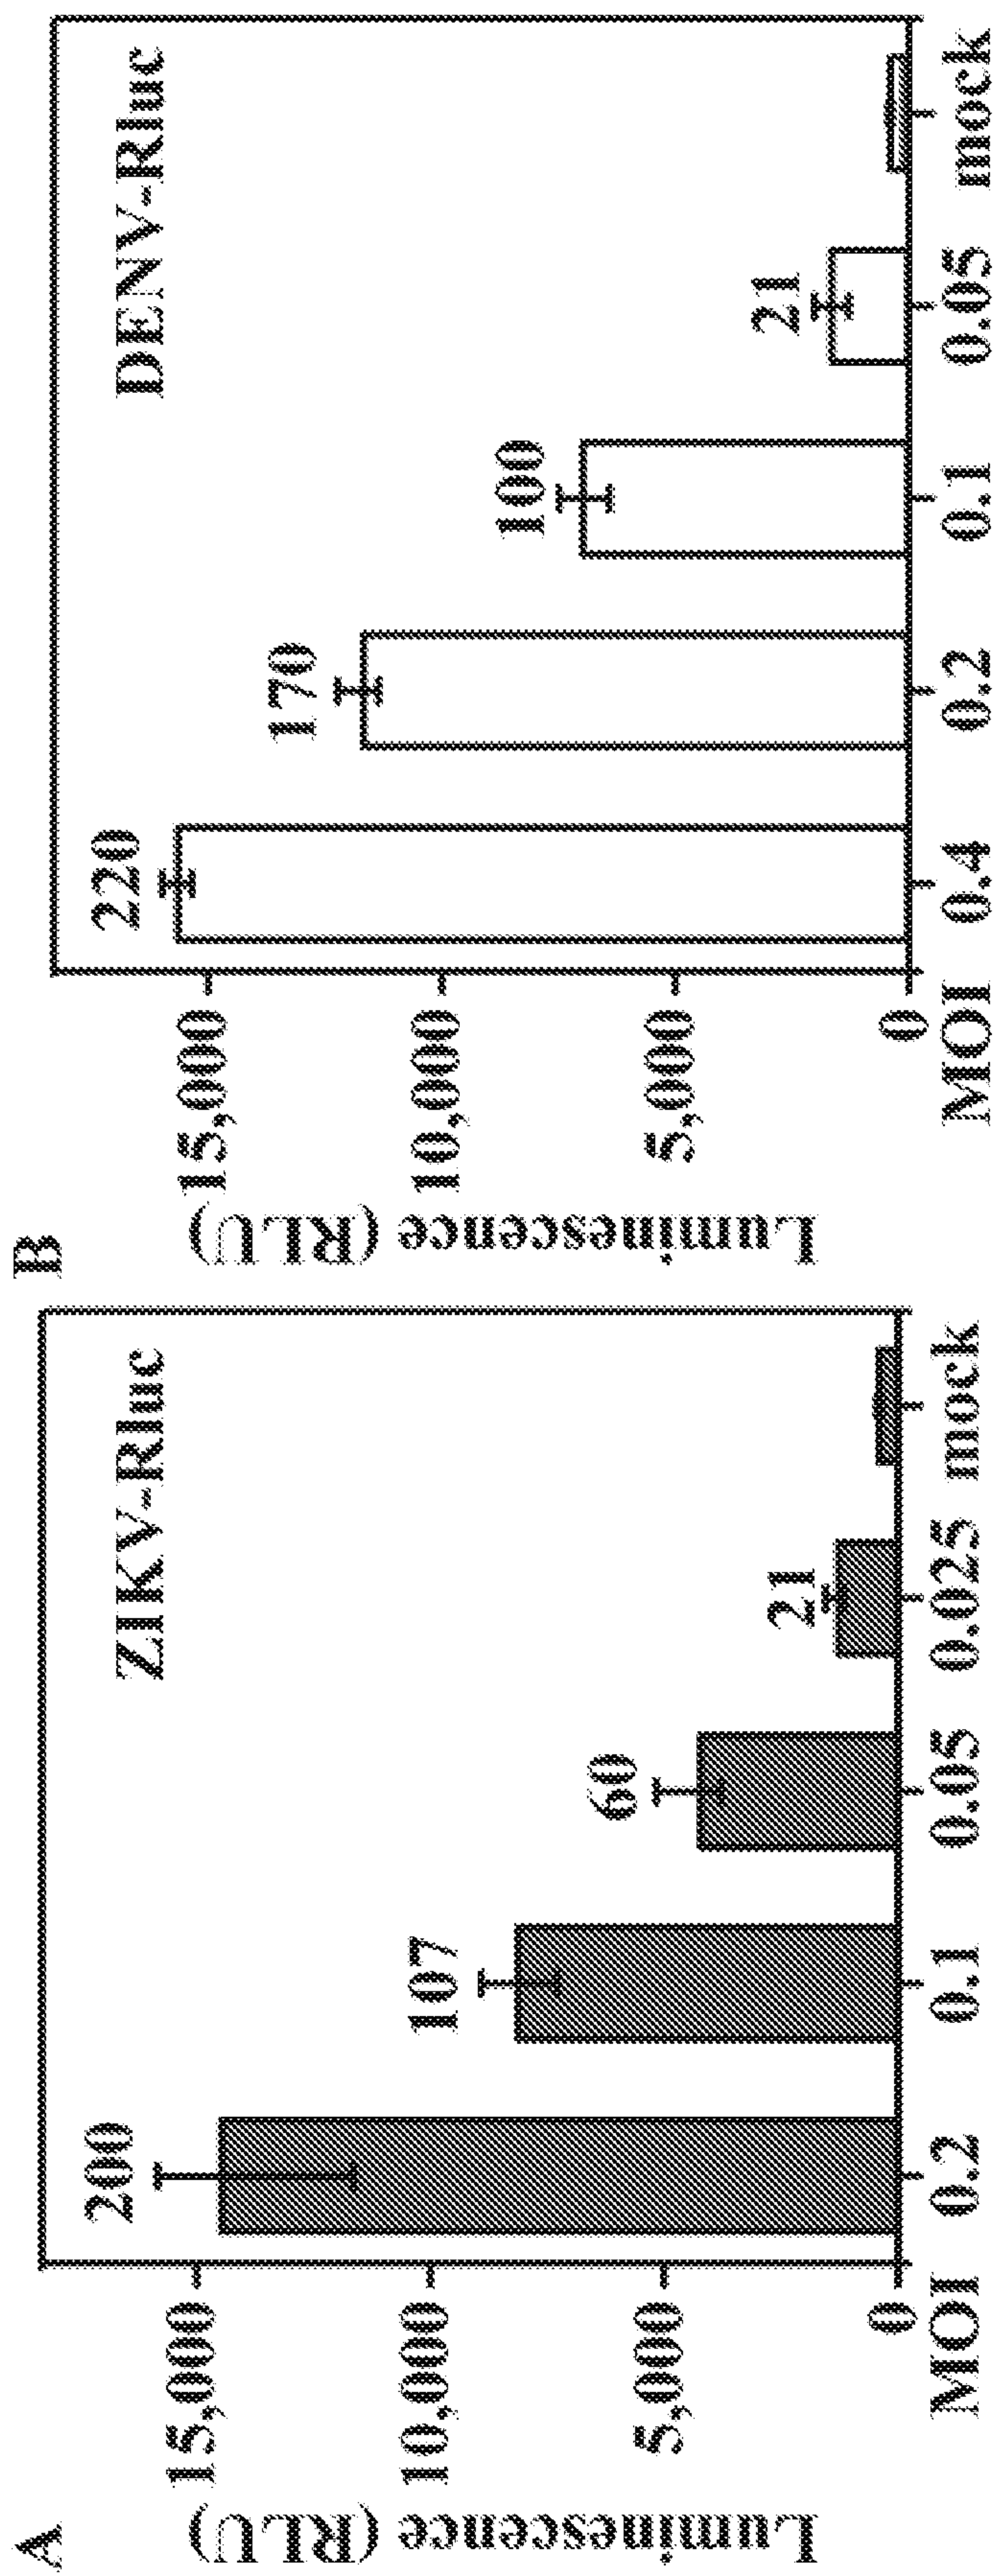 A
ZIKV-Rluc
Luminescence (RLU)
15,000
10,000
5,000
0
200
107
60
21
MOI 0.2 0.1 0.05 0.025 mock
B
DENV-Rluc
Luminescence (RLU)
15,000
10,000
5,000
0
220
170
100
21
MOI 0.4 0.2 0.1 0.05 mock